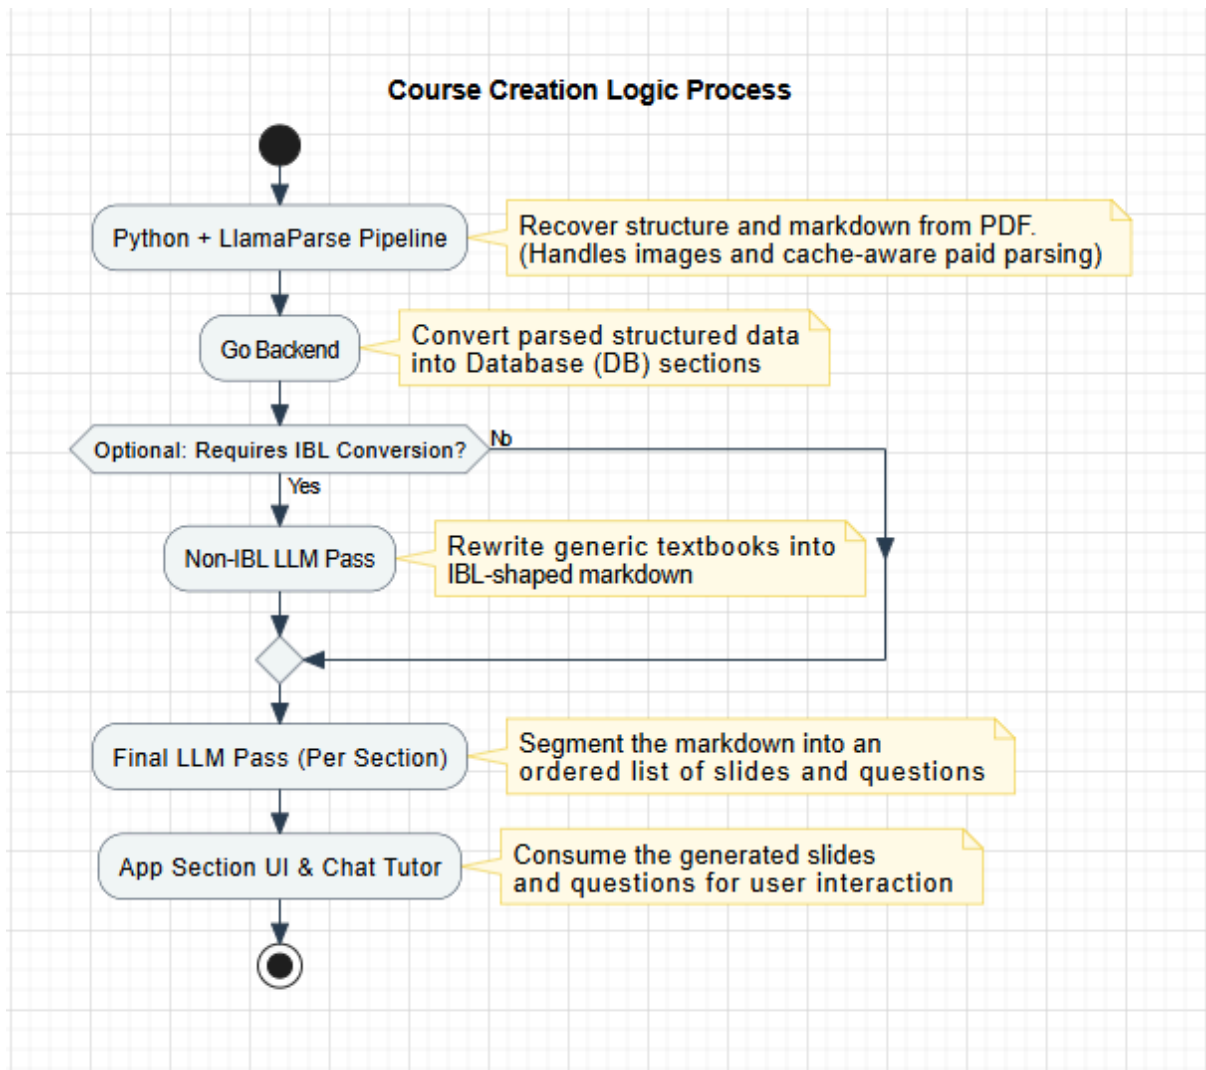 Course Creation Logic Process
Python + LlamaParse Pipeline
Recover structure and markdown from PDF.
(Handles images and cache-aware paid parsing)
Go Backend
Convert parsed structured data
into Database (DB) sections
Optional: Requires IBL Conversion?
No
Yes
Non-IBL LLM Pass
Rewrite generic textbooks into
IBL-shaped markdown
Final LLM Pass (Per Section)
Segment the markdown into an
ordered list of slides and questions
App Section UI & Chat Tutor
Consume the generated slides
and questions for user interaction